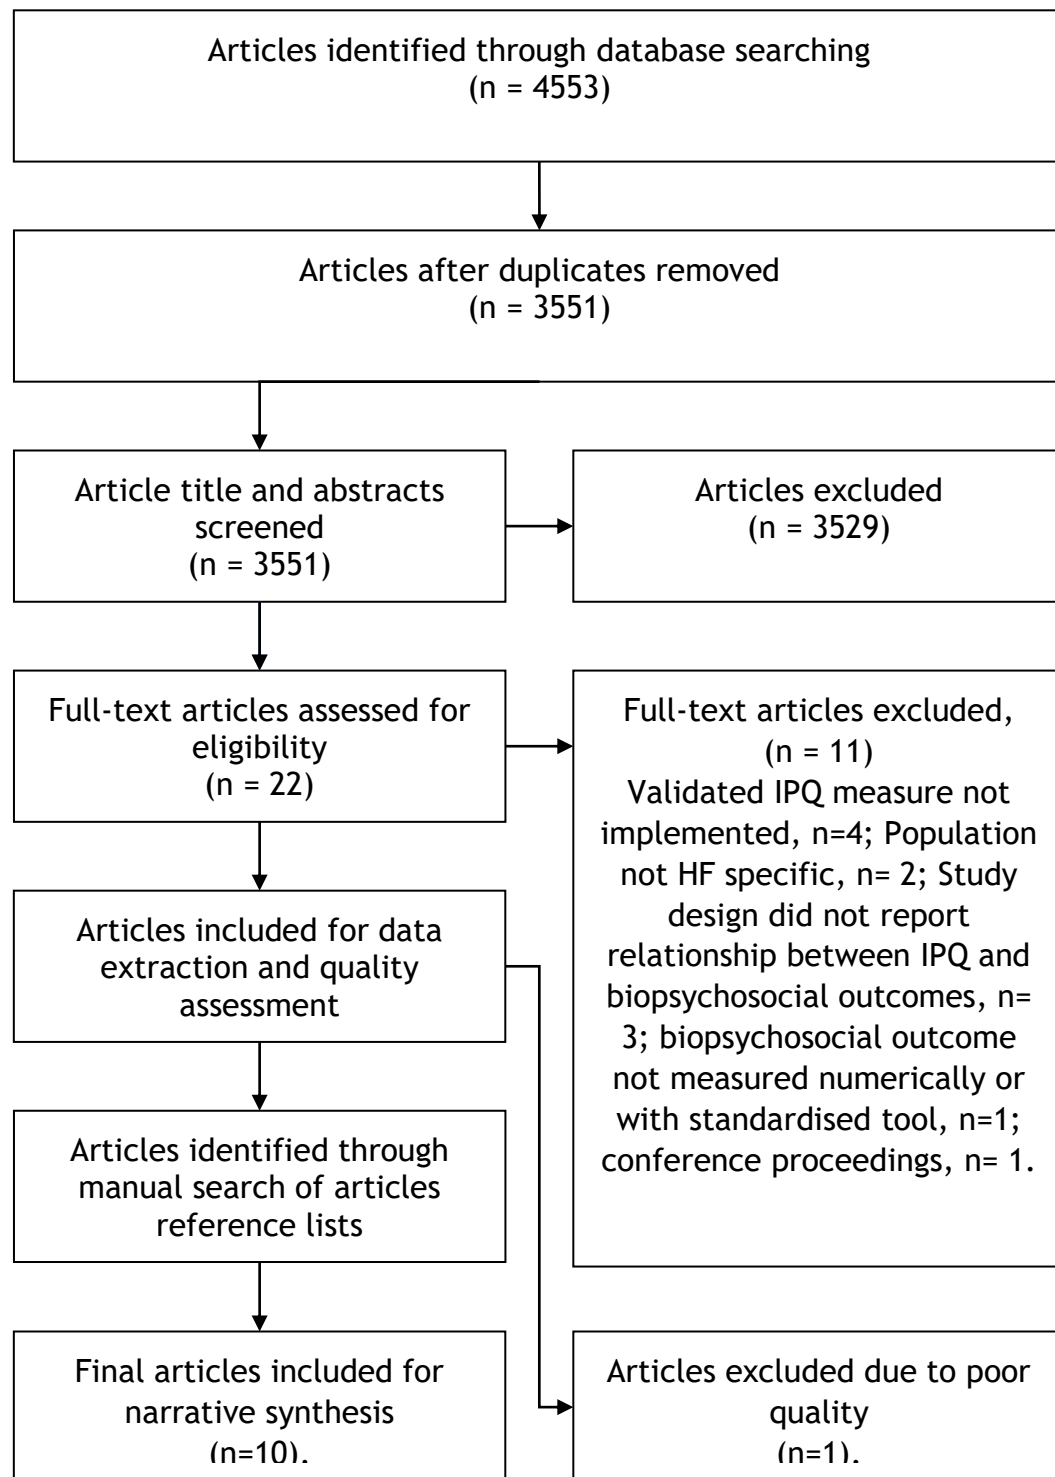 Articles identified through database searching
(n = 4553)
Articles after duplicates removed
(n = 3551)
Article title and abstracts
screened
(n = 3551)
Articles excluded
(n = 3529)
Full-text articles assessed for
eligibility
(n = 22)
Full-text articles excluded,
(n = 11)
Validated IPQ measure not
implemented, n=4; Population
not HF specific, n= 2; Study
design did not report
relationship between IPQ and
biopsychosocial outcomes, n=
3; biopsychosocial outcome
not measured numerically or
with standardised tool, n=1;
conference proceedings, n= 1.
Articles included for data
extraction and quality
assessment
Articles identified through
manual search of articles
reference lists
Final articles included for
narrative synthesis
(n=10).
Articles excluded due to poor
quality
(n=1).